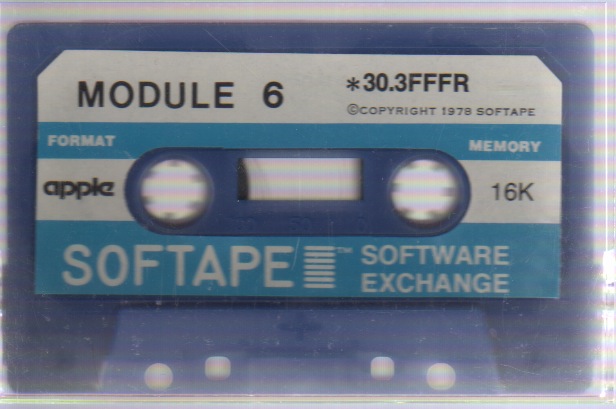 MODULE 6
*30.3FFFR
©COPYRIGHT 1978 SOFTAPE
FORMAT
MEMORY
apple
16K
SOFTAPE ™
SOFTWARE
EXCHANGE